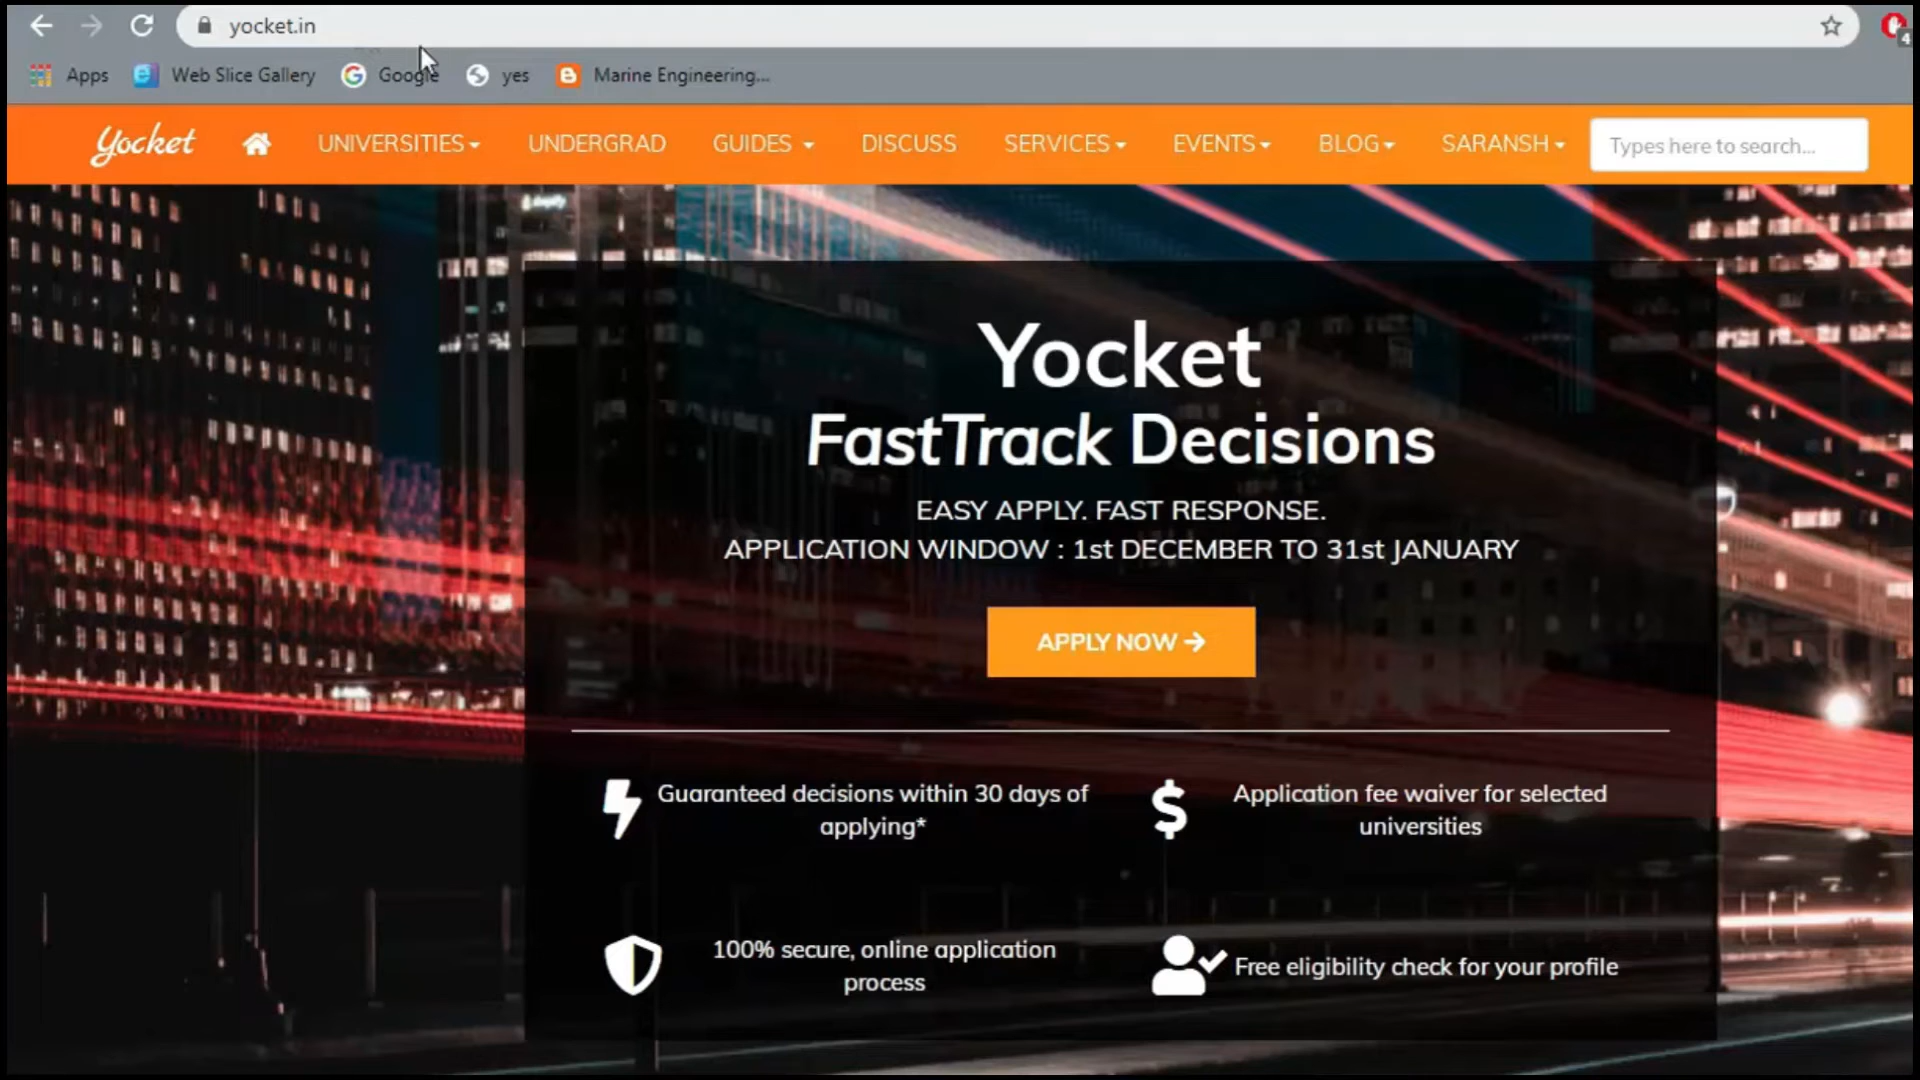 yocket.in
4
Apps Web Slice Gallery Google yes Marine Engineering...
Yocket UNIVERSITIES UNDERGRAD GUIDES DISCUSS SERVICES EVENTS BLOG SARANSH Types here to search...
Yocket
FastTrack Decisions
EASY APPLY. FAST RESPONSE.
APPLICATION WINDOW : 1st DECEMBER TO 31st JANUARY
APPLY NOW →
Guaranteed decisions within 30 days of
applying*
Application fee waiver for selected
universities
100% secure, online application
process
Free eligibility check for your profile